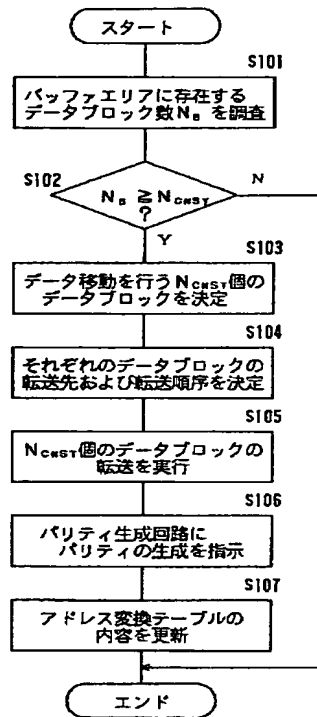 スタート
S101
バッファエリアに存在する
データブロック数NB を調査
S102
NB ≧ NCNST
?
N
Y
S103
データ移動を行うNCNST個の
データブロックを決定
S104
それぞれのデータブロックの
転送先および転送順序を決定
S105
NCNST個のデータブロックの
転送を実行
S106
パリティ生成回路に
パリティの生成を指示
S107
アドレス変換テーブルの
内容を更新
エンド